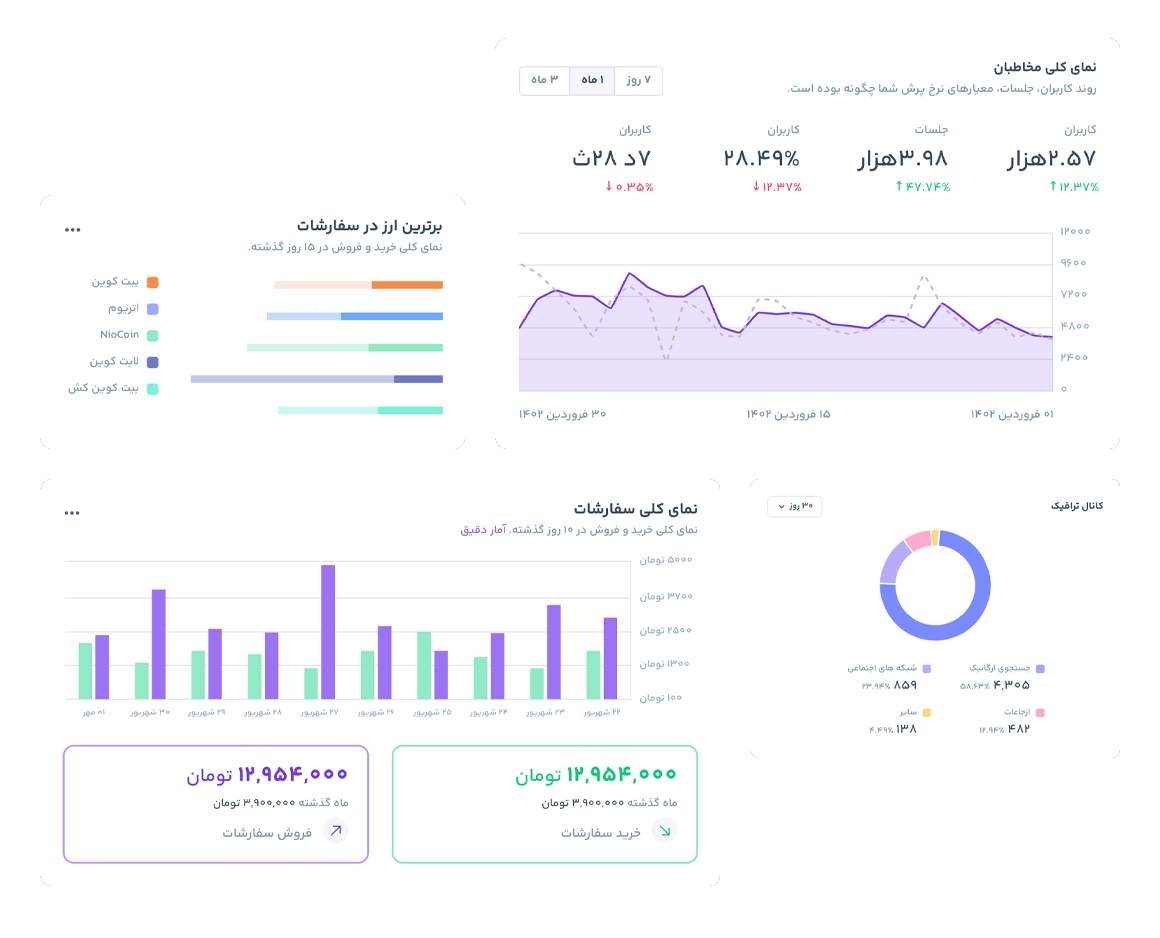 نمای کلی مخاطبان
روند کاربران، جلسات، معیارهای نرخ پرش شما چگونه بوده است.
۷ روز
۱ ماه
۳ ماه
کاربران
جلسات
کاربران
کاربران
۲.۵۷هزار
۳.۹۸هزار
۲۸.۴۹%
۷د ۲۸ث
۱۲.۳۷% ↑
۴۷.۷۴% ↑
۱۲.۳۷% ↓
۰.۳۵% ↓
۱۲۰۰۰
۹۶۰۰
۷۲۰۰
۴۸۰۰
۲۴۰۰
۰
۰۱ فروردین ۱۴۰۲
۱۵ فروردین ۱۴۰۲
۳۰ فروردین ۱۴۰۲
برترین ارز در سفارشات
نمای کلی خرید و فروش در ۱۵ روز گذشته.
بیت کوین
اتریوم
NioCoin
لایت کوین
بیت کوین کش
کانال ترافیک
۳۰ روز
جستجوی ارگانیک
شبکه های اجتماعی
۴,۳۰۵ ۵۸.۶۳%
۸۵۹ ۲۳.۹۴%
ارجاعات
سایر
۴۸۲ ۱۲.۹۴%
۱۳۸ ۴.۴۹%
نمای کلی سفارشات
نمای کلی خرید و فروش در ۱۰ روز گذشته. آمار دقیق
۵۰۰۰ تومان
۳۷۰۰ تومان
۲۵۰۰ تومان
۱۳۰۰ تومان
۱۰۰ تومان
۲۲ شهریور
۲۳ شهریور
۲۴ شهریور
۲۵ شهریور
۲۶ شهریور
۲۷ شهریور
۲۸ شهریور
۲۹ شهریور
۳۰ شهریور
۰۱ مهر
۱۲,۹۵۴,۰۰۰ تومان
ماه گذشته ۳,۹۰۰,۰۰۰ تومان
خرید سفارشات
۱۲,۹۵۴,۰۰۰ تومان
ماه گذشته ۳,۹۰۰,۰۰۰ تومان
فروش سفارشات